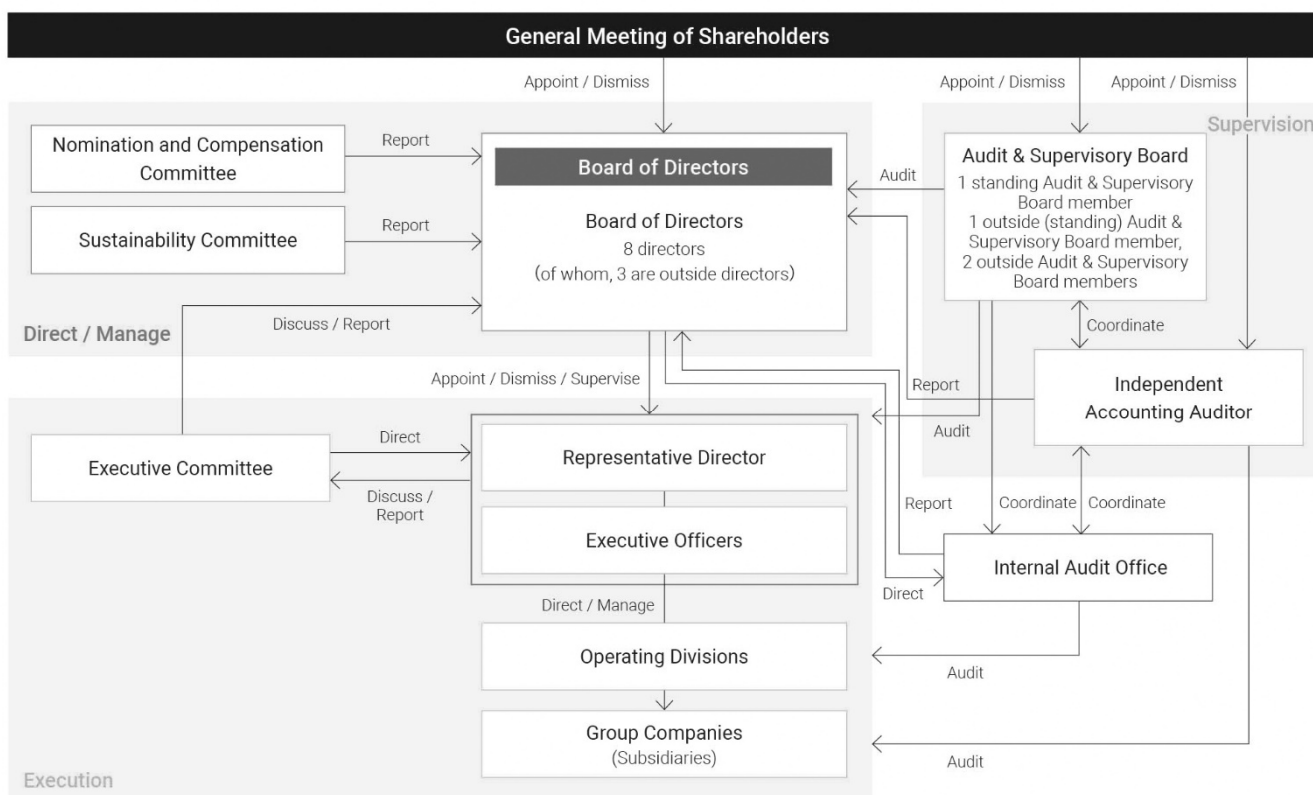 General Meeting of Shareholders
Appoint / Dismiss
Appoint / Dismiss
Appoint / Dismiss
Supervision
Nomination and Compensation
Committee
Report
Sustainability Committee
Report
Board of Directors
Board of Directors
8 directors
(of whom, 3 are outside directors)
Audit
Audit & Supervisory Board
1 standing Audit & Supervisory
Board member
1 outside (standing) Audit &
Supervisory Board member,
2 outside Audit & Supervisory
Board members
Direct / Manage
Discuss / Report
Coordinate
Appoint / Dismiss / Supervise
Report
Independent
Accounting Auditor
Audit
Executive Committee
Direct
Discuss /
Report
Representative Director
Executive Officers
Report
Coordinate
Coordinate
Internal Audit Office
Direct
Direct / Manage
Operating Divisions
Audit
Group Companies
(Subsidiaries)
Audit
Execution